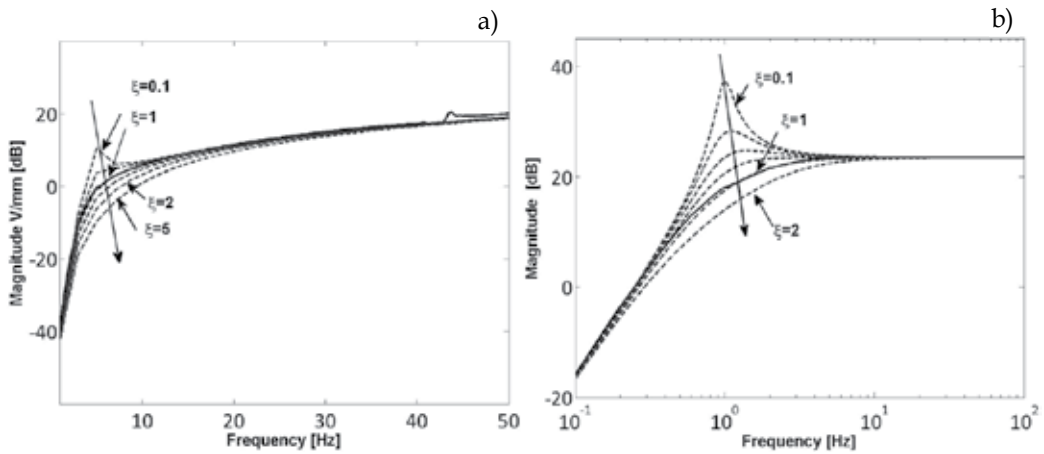 a)
Magnitude V/mm [dB]
20
0
-20
-40
ξ=0.1
ξ=1
ξ=2
ξ=5
10
20
30
40
50
Frequency [Hz]
b)
Magnitude [dB]
40
20
0
-20
ξ=0.1
ξ=1
ξ=2
10⁻¹
10⁰
10¹
10²
Frequency [Hz]